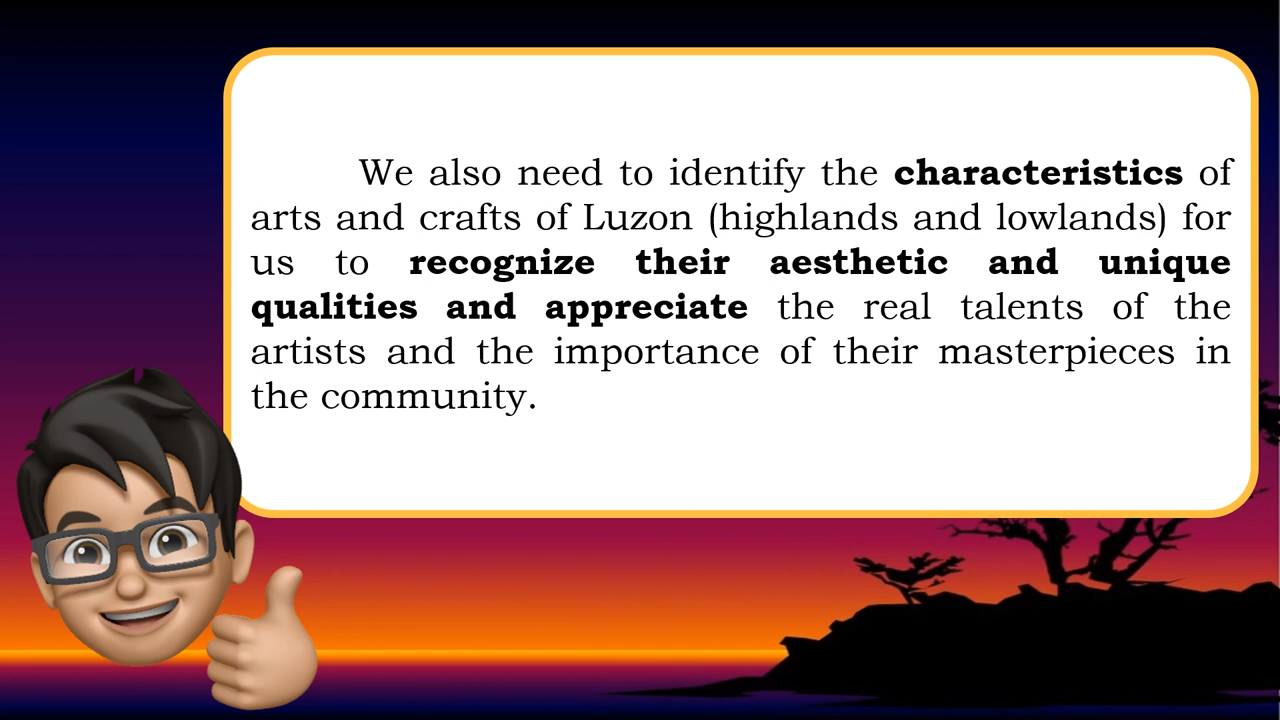 We also need to identify the characteristics of
arts and crafts of Luzon (highlands and lowlands) for
us to recognize their aesthetic and unique
qualities and appreciate the real talents of the
artists and the importance of their masterpieces in
the community.